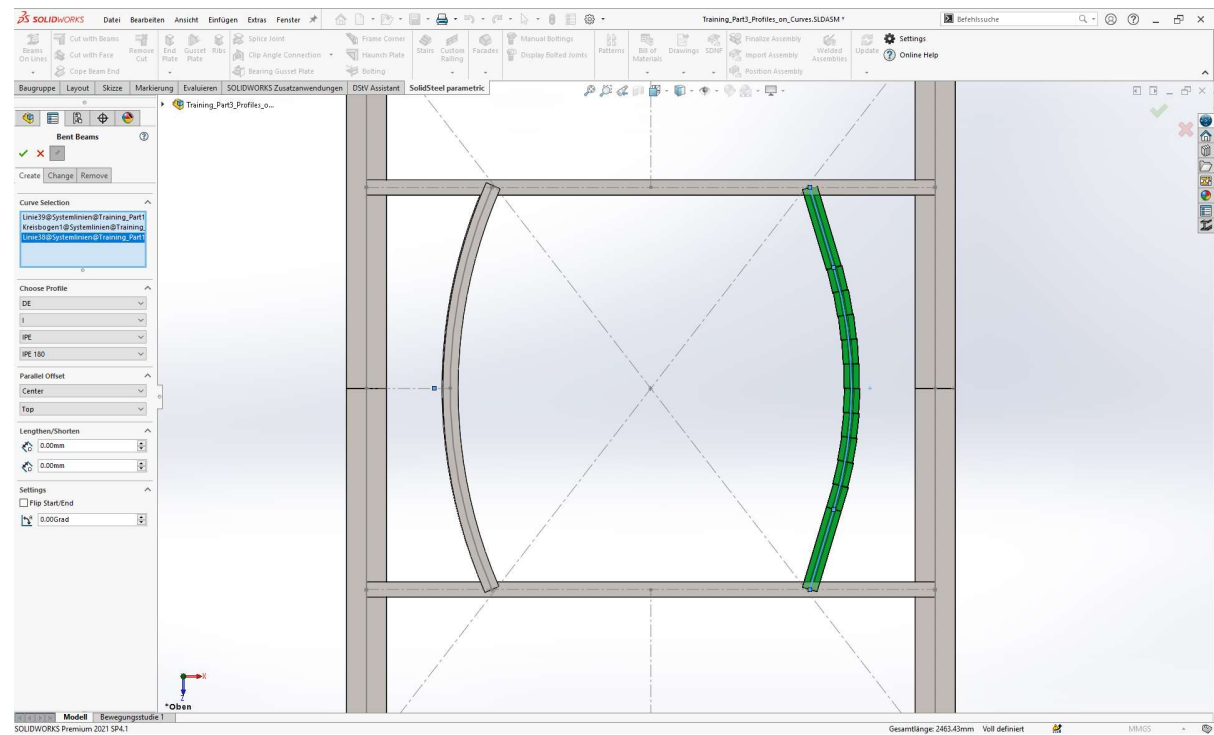 SOLIDWORKS Datei Bearbeiten Ansicht Einfügen Extras Fenster Training_Part3_Profiles_on_Curves.SLDASM * Befehlssuche
Beams On Lines
Cut with Beams
Cut with Face
Cope Beam End
Remove Cut
End Plate
Gusset Plate
Ribs
Splice Joint
Clip Angle Connection
Bearing Gusset Plate
Frame Corner
Haunsh Plate
Bolting
Stairs
Custom Railing
Facades
Manual Boltings
Display Bolted Joints
Patterns
Bill of Materials
Drawings
SDNF
Finalize Assembly
Import Assembly
Position Assembly
Welded Assemblies
Update
Settings
Online Help
Baugruppe Layout Skizze Markierung Evaluieren SOLIDWORKS Zusatzanwendungen DStV Assistant SolidSteel parametric
Training_Part3_Profiles_o...
Bent Beams
Create Change Remove
Curve Selection
Linie39@Systemlinien@Training_Part1
Kreisbogen1@Systemlinien@Training_
Linie38@Systemlinien@Training_Part1
Choose Profile
DE
I
IPE
IPE 180
Parallel Offset
Center
Top
Lengthen/Shorten
0.00mm
0.00mm
Settings
Flip Start/End
0.00Grad
X
Z
*Oben
Modell Bewegungsstudie 1
SOLIDWORKS Premium 2021 SP4.1 Gesamtlänge: 2463.43mm Voll definiert MMGS